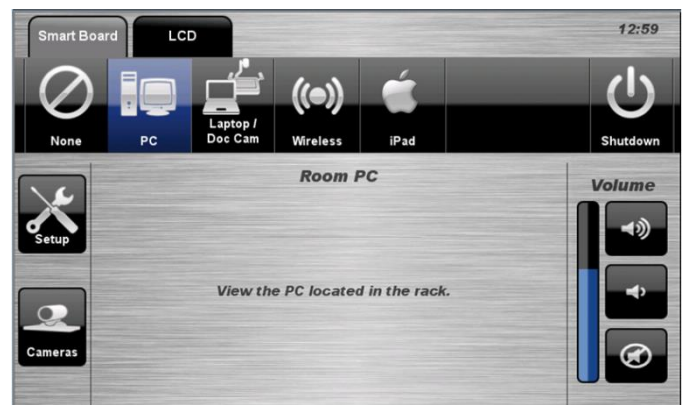 Smart Board
LCD
12:59
None
PC
Laptop /
Doc Cam
Wireless
iPad
Shutdown
Room PC
Volume
Setup
View the PC located in the rack.
Cameras